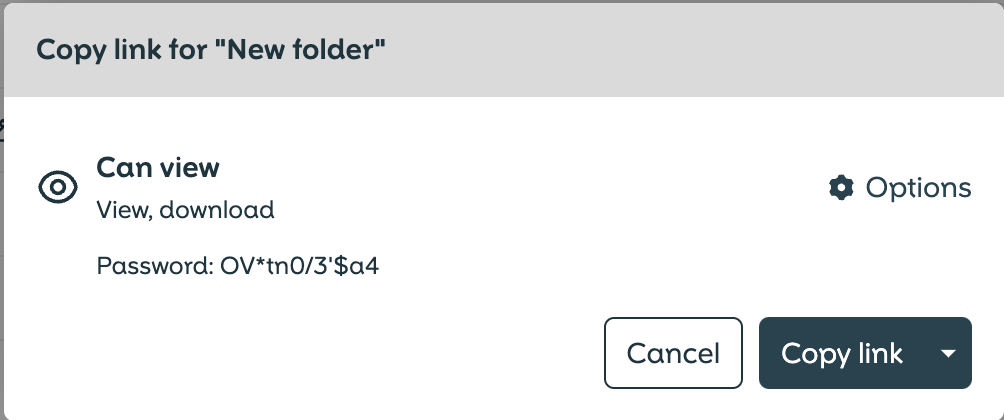 Copy link for "New folder"
Can view
View, download
Options
Password: OV*tn0/3'$a4
Cancel
Copy link